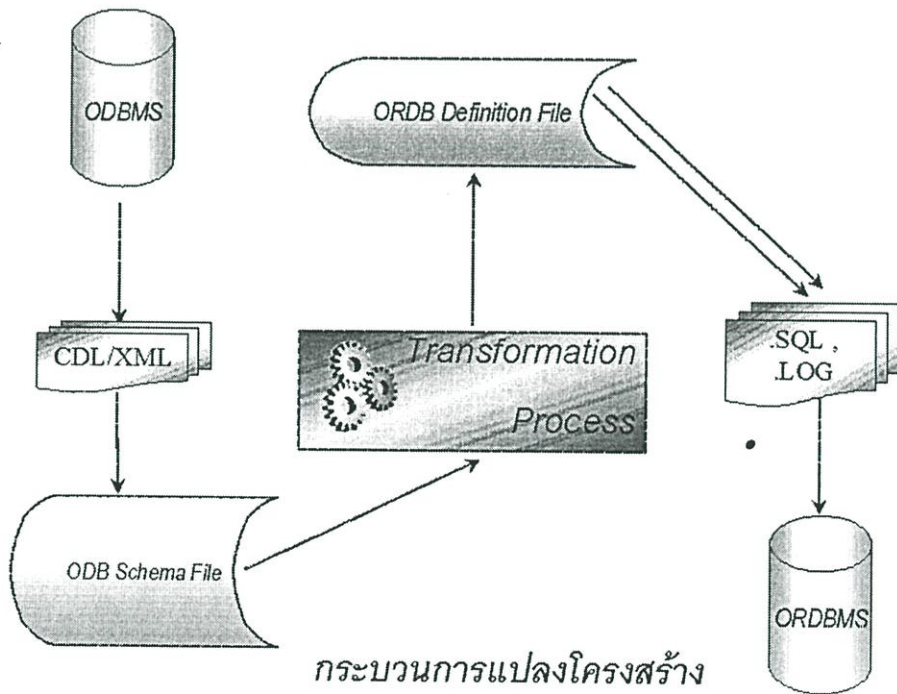 ODBMS
ORDB Definition File
CDL/XML
Transformation
Process
.SQL ,
.LOG
ODB Schema File
ORDBMS
กระบวนการแปลงโครงสร้าง